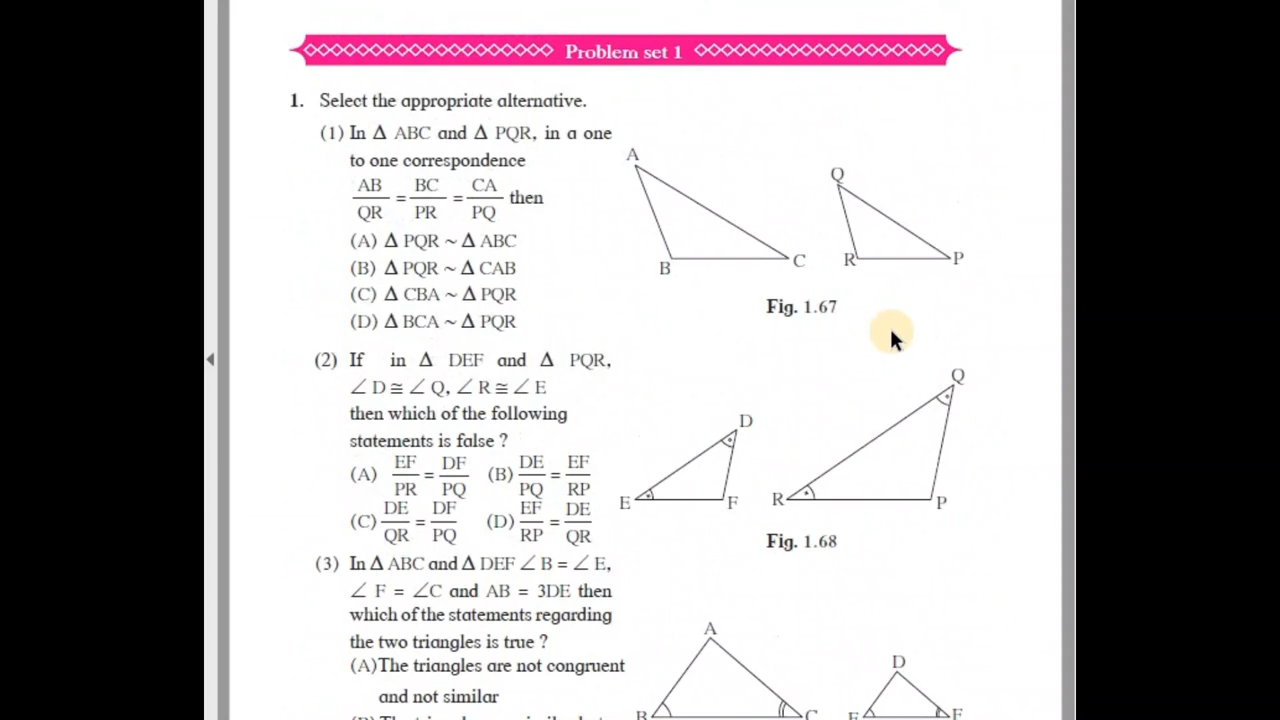 Problem set 1
1. Select the appropriate alternative.
(1) In Δ ABC and Δ PQR, in a one
to one correspondence
AB/QR = BC/PR = CA/PQ then
(A) Δ PQR ~ Δ ABC
(B) Δ PQR ~ Δ CAB
(C) Δ CBA ~ Δ PQR
(D) Δ BCA ~ Δ PQR
A
B
C
Q
R
P
Fig. 1.67
(2) If in Δ DEF and Δ PQR,
∠ D ≅ ∠ Q, ∠ R ≅ ∠ E
then which of the following
statements is false ?
(A) EF/PR = DF/PQ (B) DE/PQ = EF/RP
(C) DE/QR = DF/PQ (D) EF/RP = DE/QR
D
E
F
Q
R
P
Fig. 1.68
(3) In Δ ABC and Δ DEF ∠ B = ∠ E,
∠ F = ∠C and AB = 3DE then
which of the statements regarding
the two triangles is true ?
(A)The triangles are not congruent
and not similar
A
B
C
D
E
F